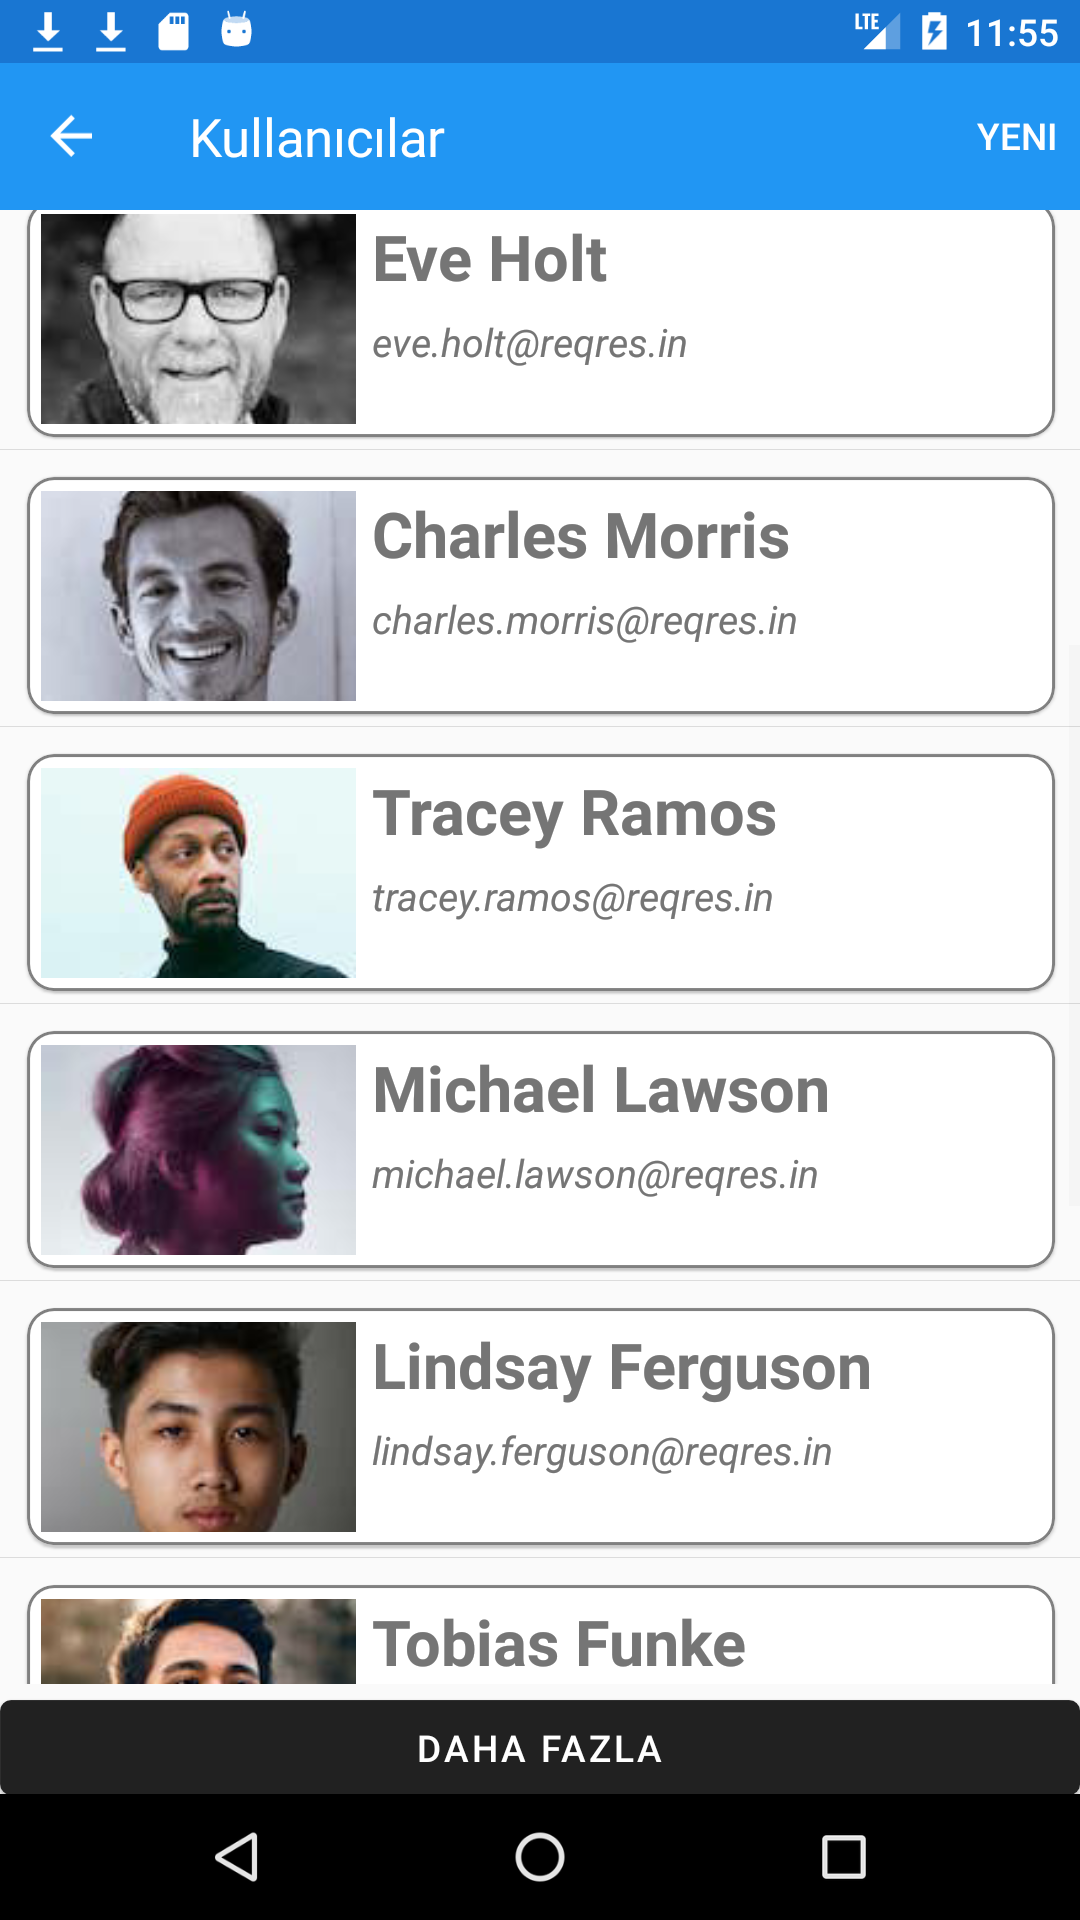 LTE 11:55
Kullanıcılar YENI
Eve Holt
eve.holt@reqres.in
Charles Morris
charles.morris@reqres.in
Tracey Ramos
tracey.ramos@reqres.in
Michael Lawson
michael.lawson@reqres.in
Lindsay Ferguson
lindsay.ferguson@reqres.in
Tobias Funke
DAHA FAZLA